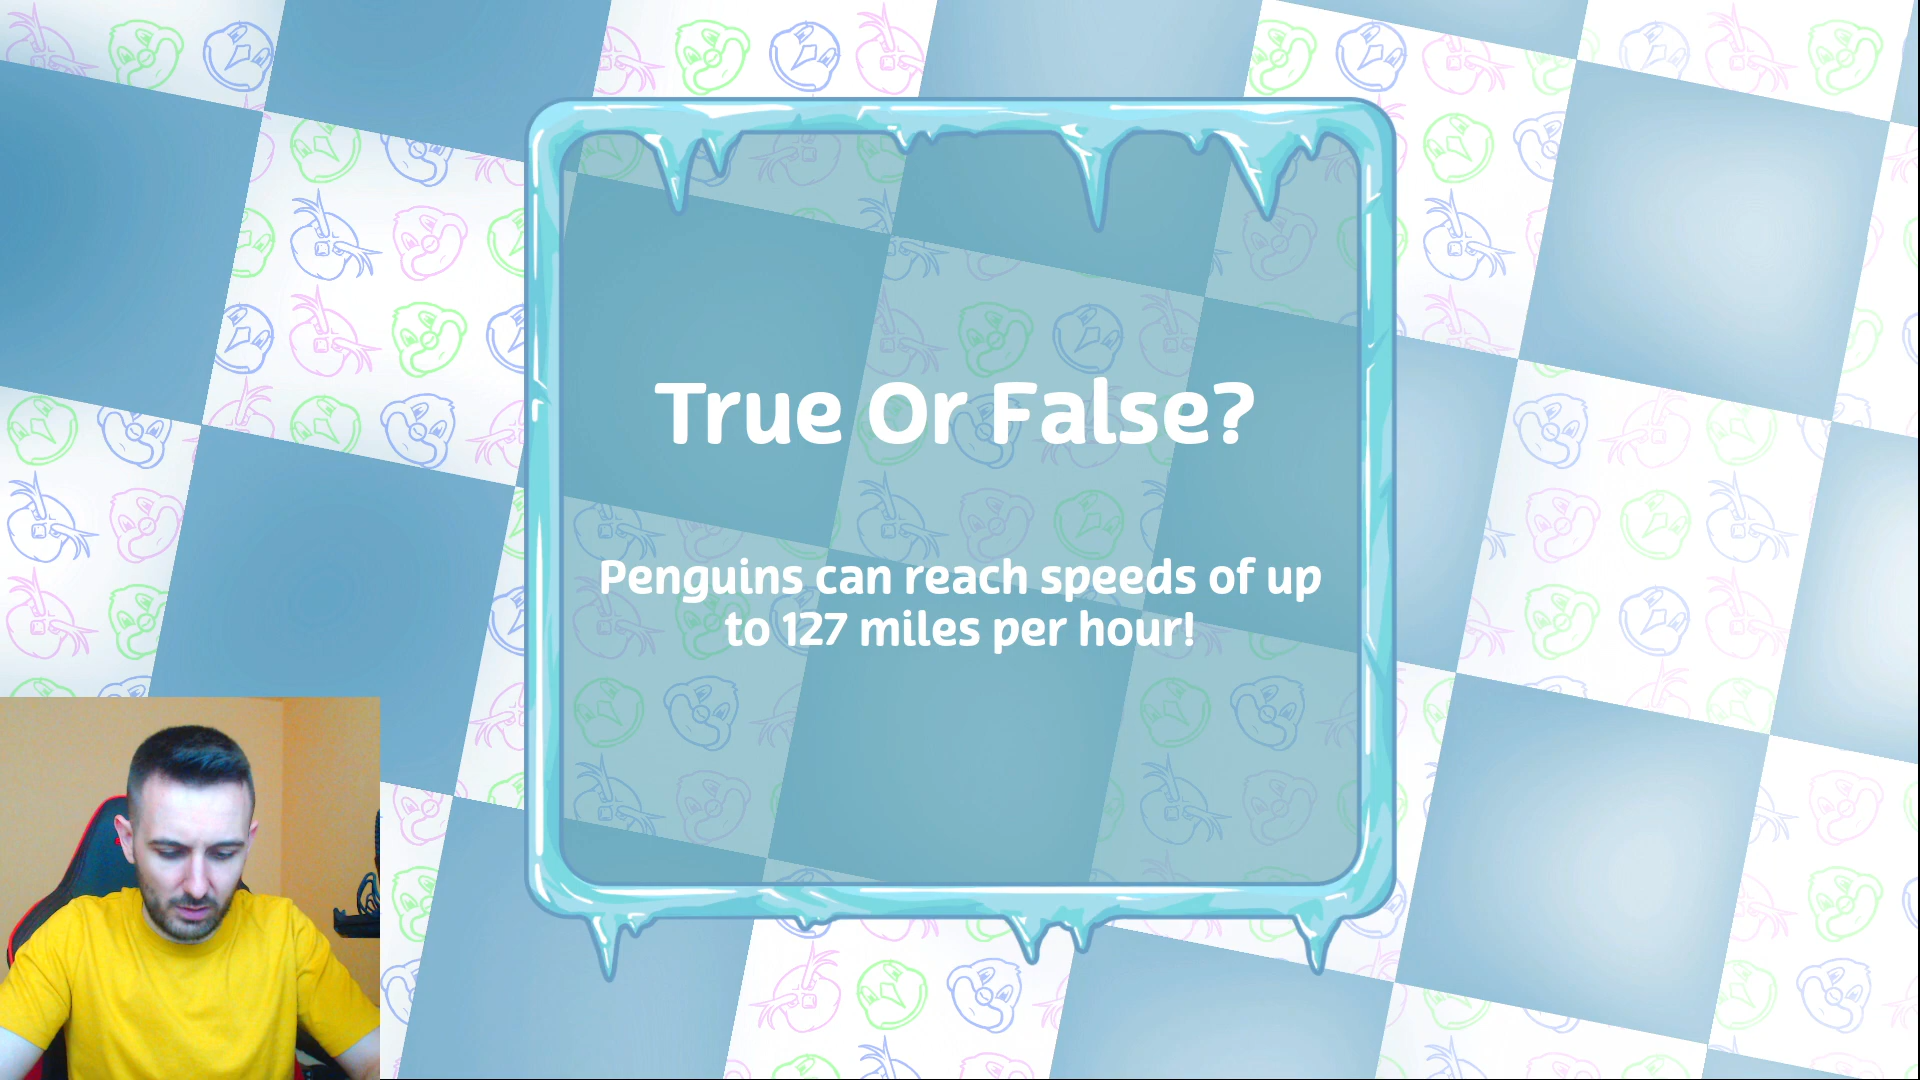 True Or False?
Penguins can reach speeds of up
to 127 miles per hour!